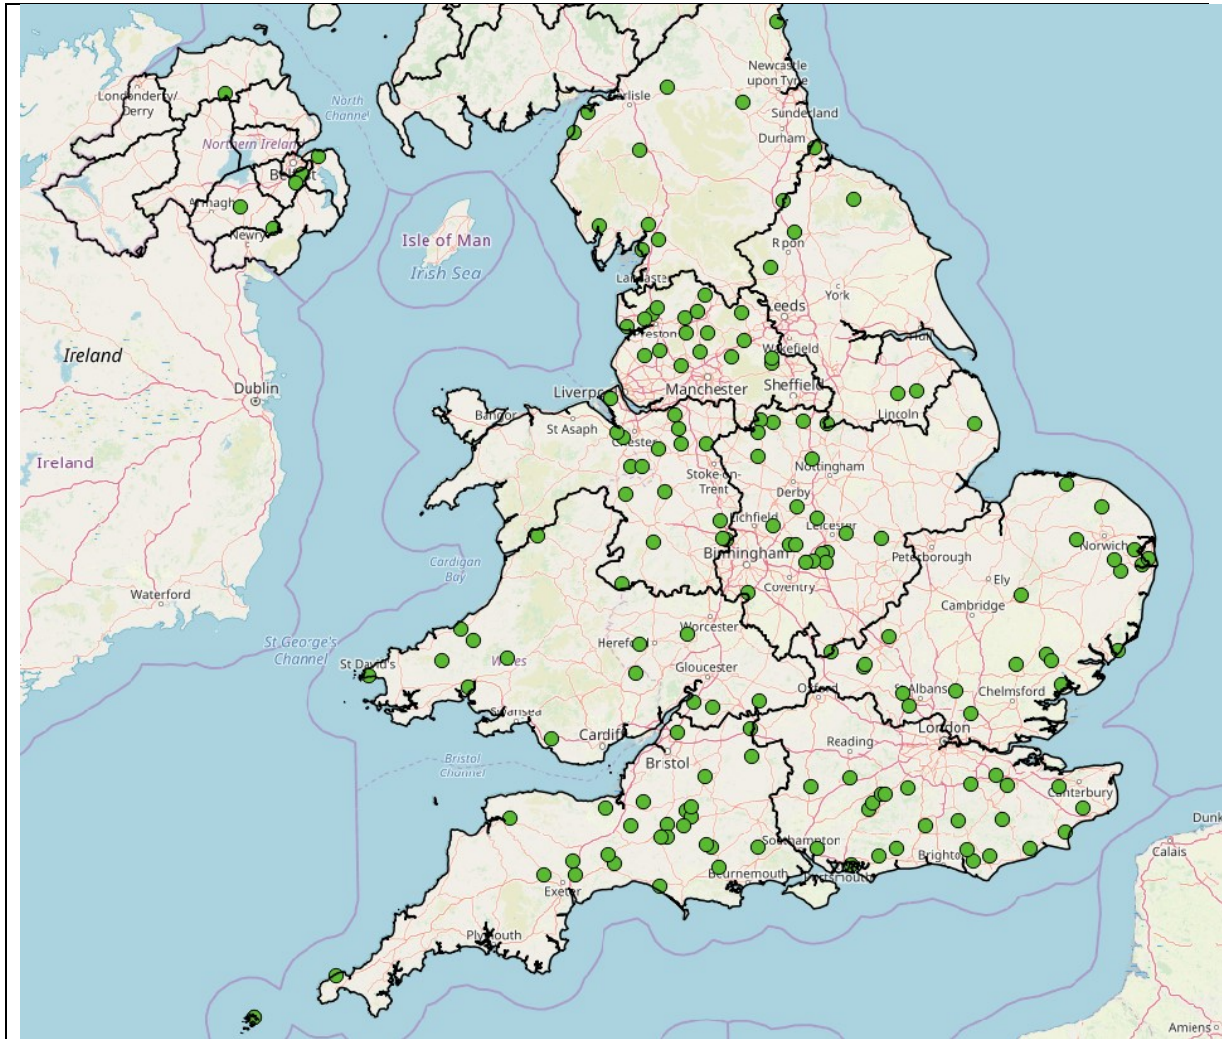 Newcastle
upon Tyne
Londonderry/
Derry
North
Channel
Sunderland
Durham
Northern Ireland
Armagh
Newry
Isle of Man
Irish Sea
Ripon
York
Leeds
Preston
Wakefield
Hull
Ireland
Dublin
Manchester
Sheffield
Bangor
St Asaph
Lincoln
Chester
Ireland
Stoke-on-
Trent
Nottingham
Derby
Lichfield
Leicester
Norwich
Birmingham
Peterborough
Cardigan
Bay
Coventry
Ely
Waterford
Cambridge
St George's
Channel
Worcester
Hereford
St David's
Wales
Gloucester
Oxford
St Albans
Chelmsford
Swansea
Cardiff
London
Reading
Bristol
Channel
Bristol
Canterbury
Southampton
Dunk
Calais
Brighton
Bournemouth
Portsmouth
Exeter
Plymouth
Amiens